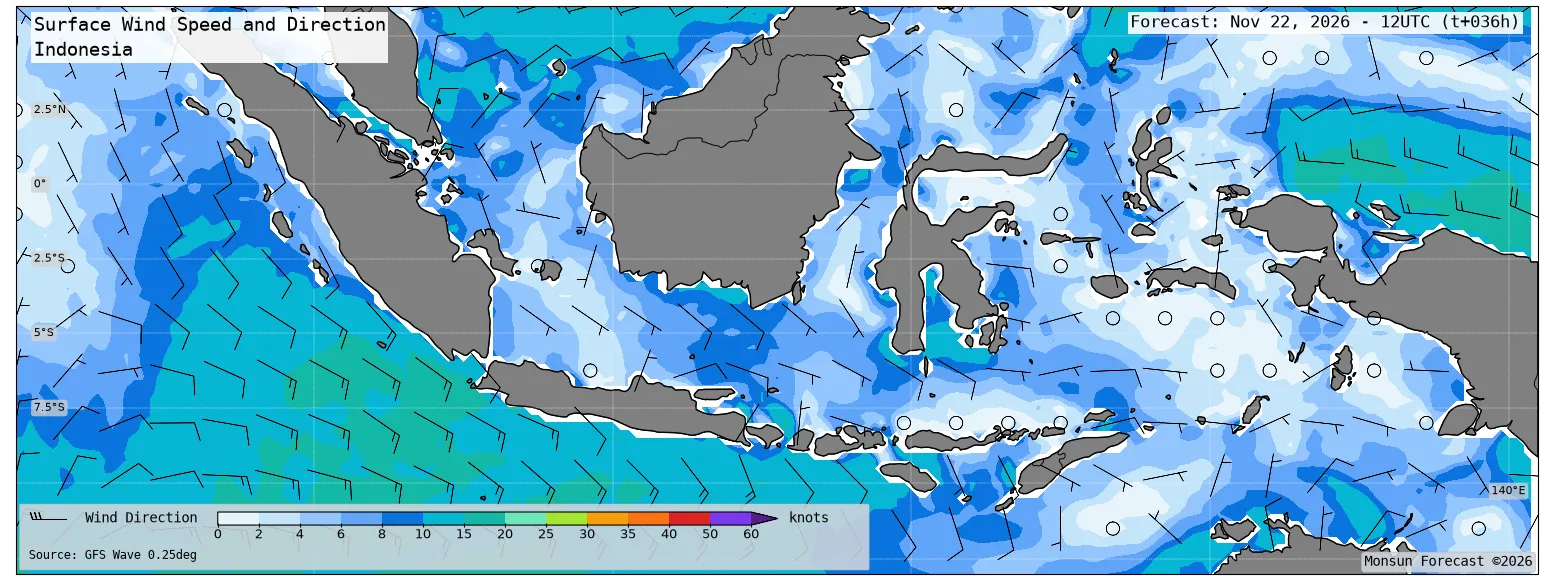 Surface Wind Speed and Direction
Indonesia
Forecast: Nov 22, 2026 - 12UTC (t+036h)
2.5°N
0°
2.5°S
5°S
7.5°S
140°E
Wind Direction
0 2 4 6 8 10 15 20 25 30 35 40 50 60
knots
Source: GFS Wave 0.25deg
Monsun Forecast ©2026